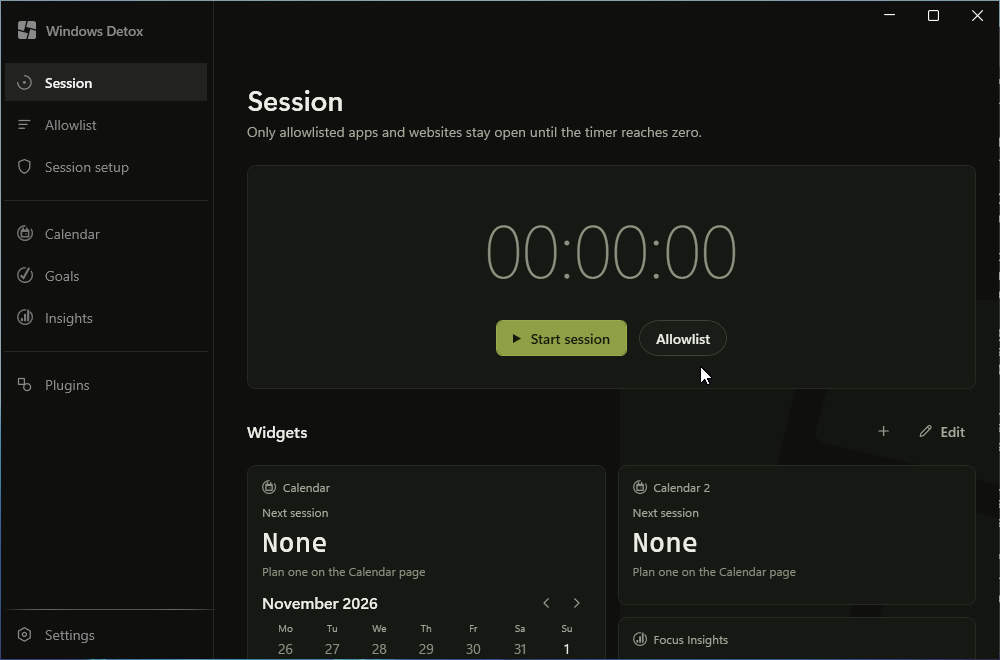 Windows Detox
Session
Allowlist
Session setup
Calendar
Goals
Insights
Plugins
Settings
Session
Only allowlisted apps and websites stay open until the timer reaches zero.
00:00:00
Start session
Allowlist
Widgets
Edit
Calendar
Next session
None
Plan one on the Calendar page
November 2026
Mo Tu We Th Fr Sa Su
26 27 28 29 30 31 1
Calendar 2
Next session
None
Plan one on the Calendar page
Focus Insights